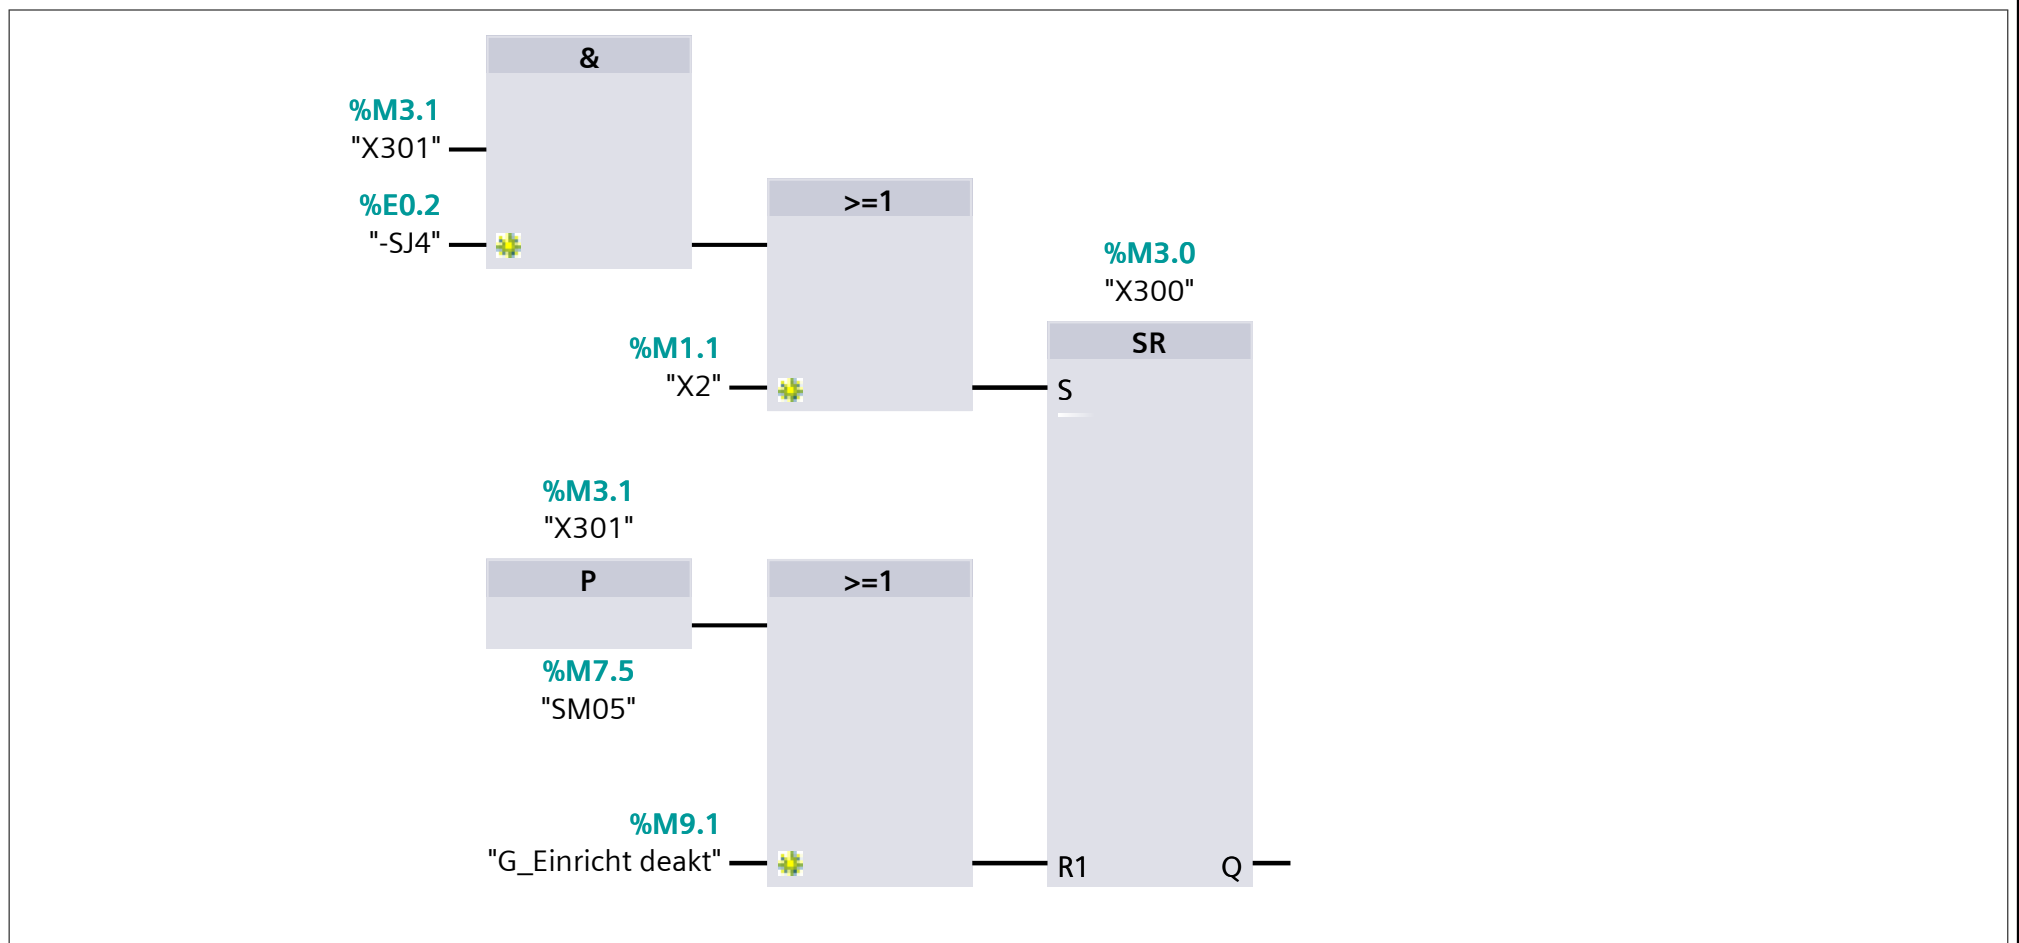 &
%M3.1
"X301"
%E0.2
"-SJ4"
>=1
%M1.1
"X2"
%M3.0
"X300"
SR
S
%M3.1
"X301"
P
%M7.5
"SM05"
>=1
%M9.1
"G_Einricht deakt"
R1 Q